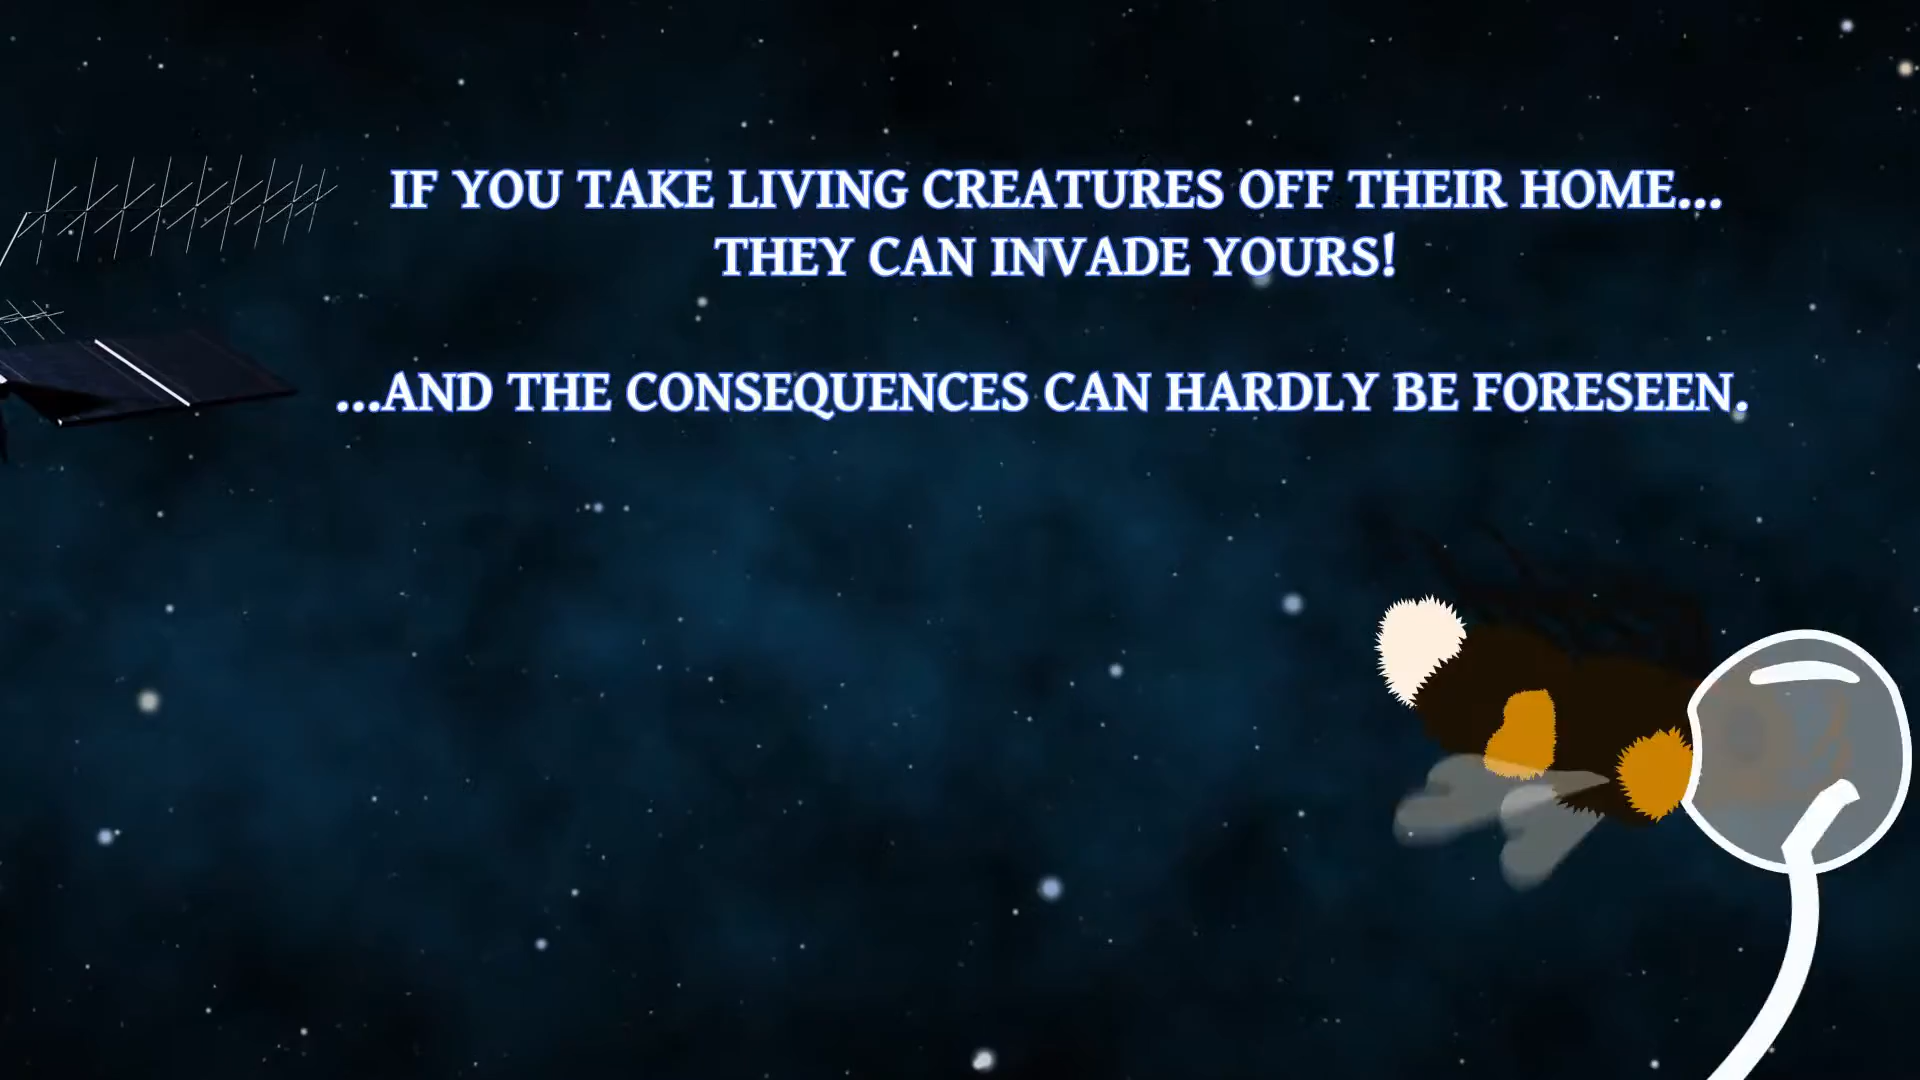 IF YOU TAKE LIVING CREATURES OFF THEIR HOME...
THEY CAN INVADE YOURS!
...AND THE CONSEQUENCES CAN HARDLY BE FORESEEN.